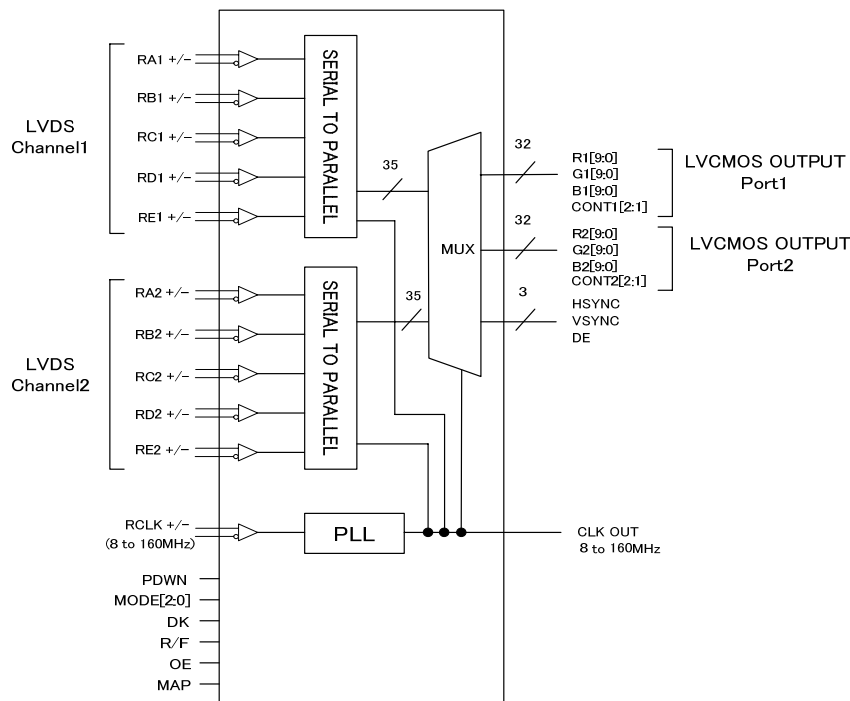 LVDS
Channel1
RA1 +/-
RB1 +/-
RC1 +/-
RD1 +/-
RE1 +/-
SERIAL TO PARALLEL
35
LVDS
Channel2
RA2 +/-
RB2 +/-
RC2 +/-
RD2 +/-
RE2 +/-
SERIAL TO PARALLEL
35
MUX
32
R1[9:0]
G1[9:0]
B1[9:0]
CONT1[2:1]
LVCMOS OUTPUT
Port1
32
R2[9:0]
G2[9:0]
B2[9:0]
CONT2[2:1]
LVCMOS OUTPUT
Port2
3
HSYNC
VSYNC
DE
RCLK +/-
(8 to 160MHz)
PLL
CLK OUT
8 to 160MHz
PDWN
MODE[2:0]
DK
R/F
OE
MAP